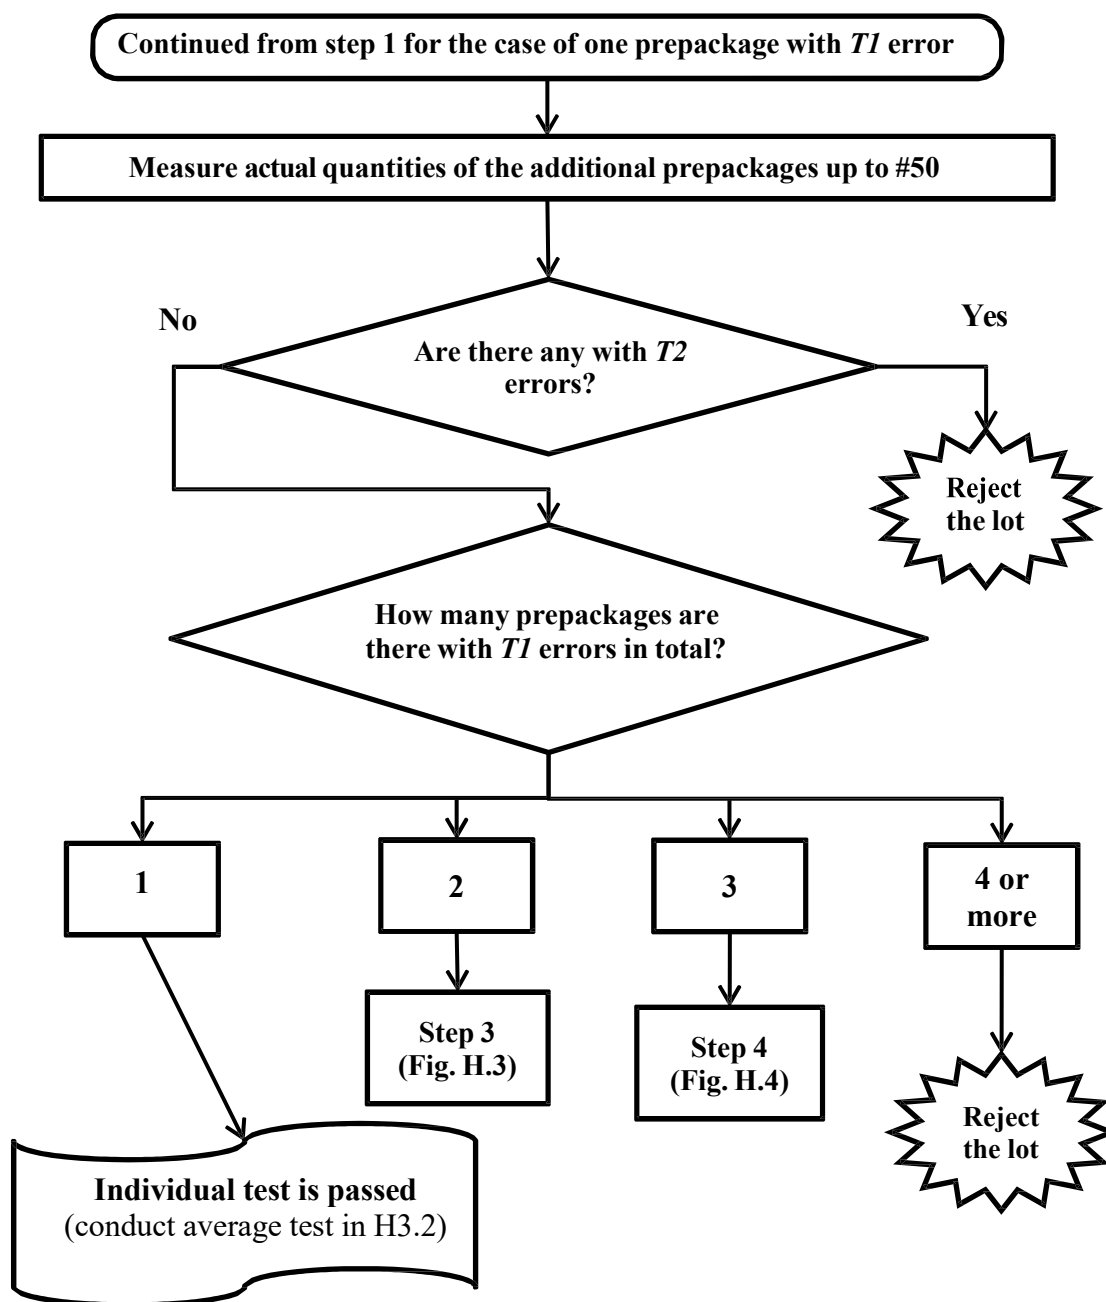 Continued from step 1 for the case of one prepackage with T1 error
Measure actual quantities of the additional prepackages up to #50
No
Yes
Are there any with T2
errors?
Reject
the lot
How many prepackages are
there with T1 errors in total?
1
2
3
4 or
more
Step 3
(Fig. H.3)
Step 4
(Fig. H.4)
Reject
the lot
Individual test is passed
(conduct average test in H3.2)